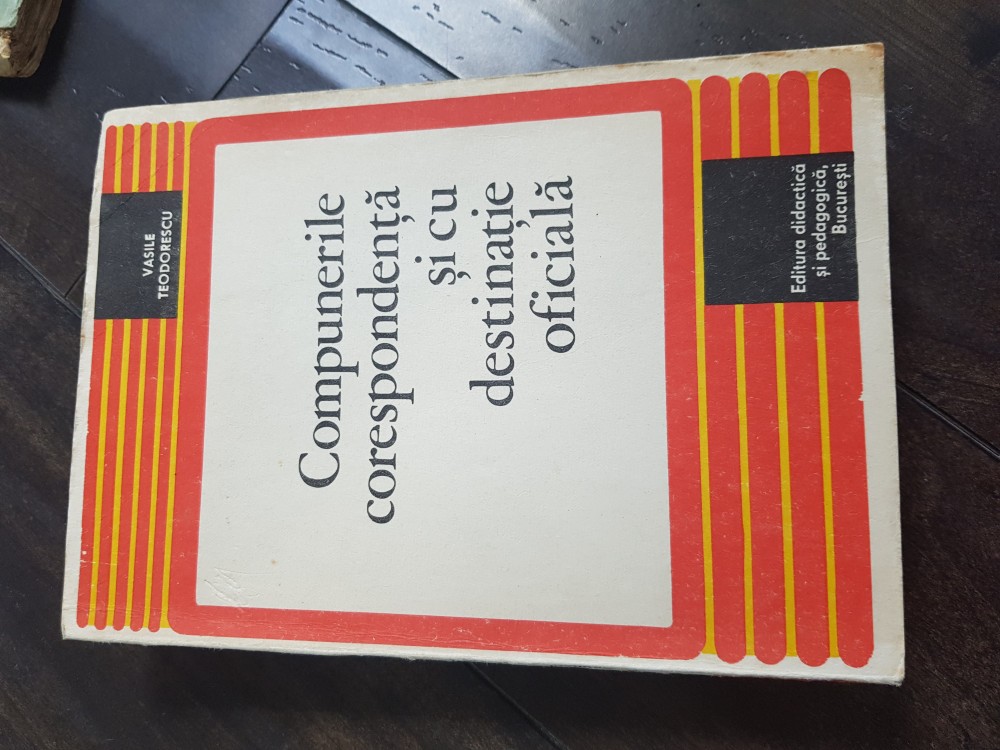 VASILE
TEODORESCU
Compunerile
corespondență
și cu
destinație
oficială
Editura didactică
și pedagogică,
București